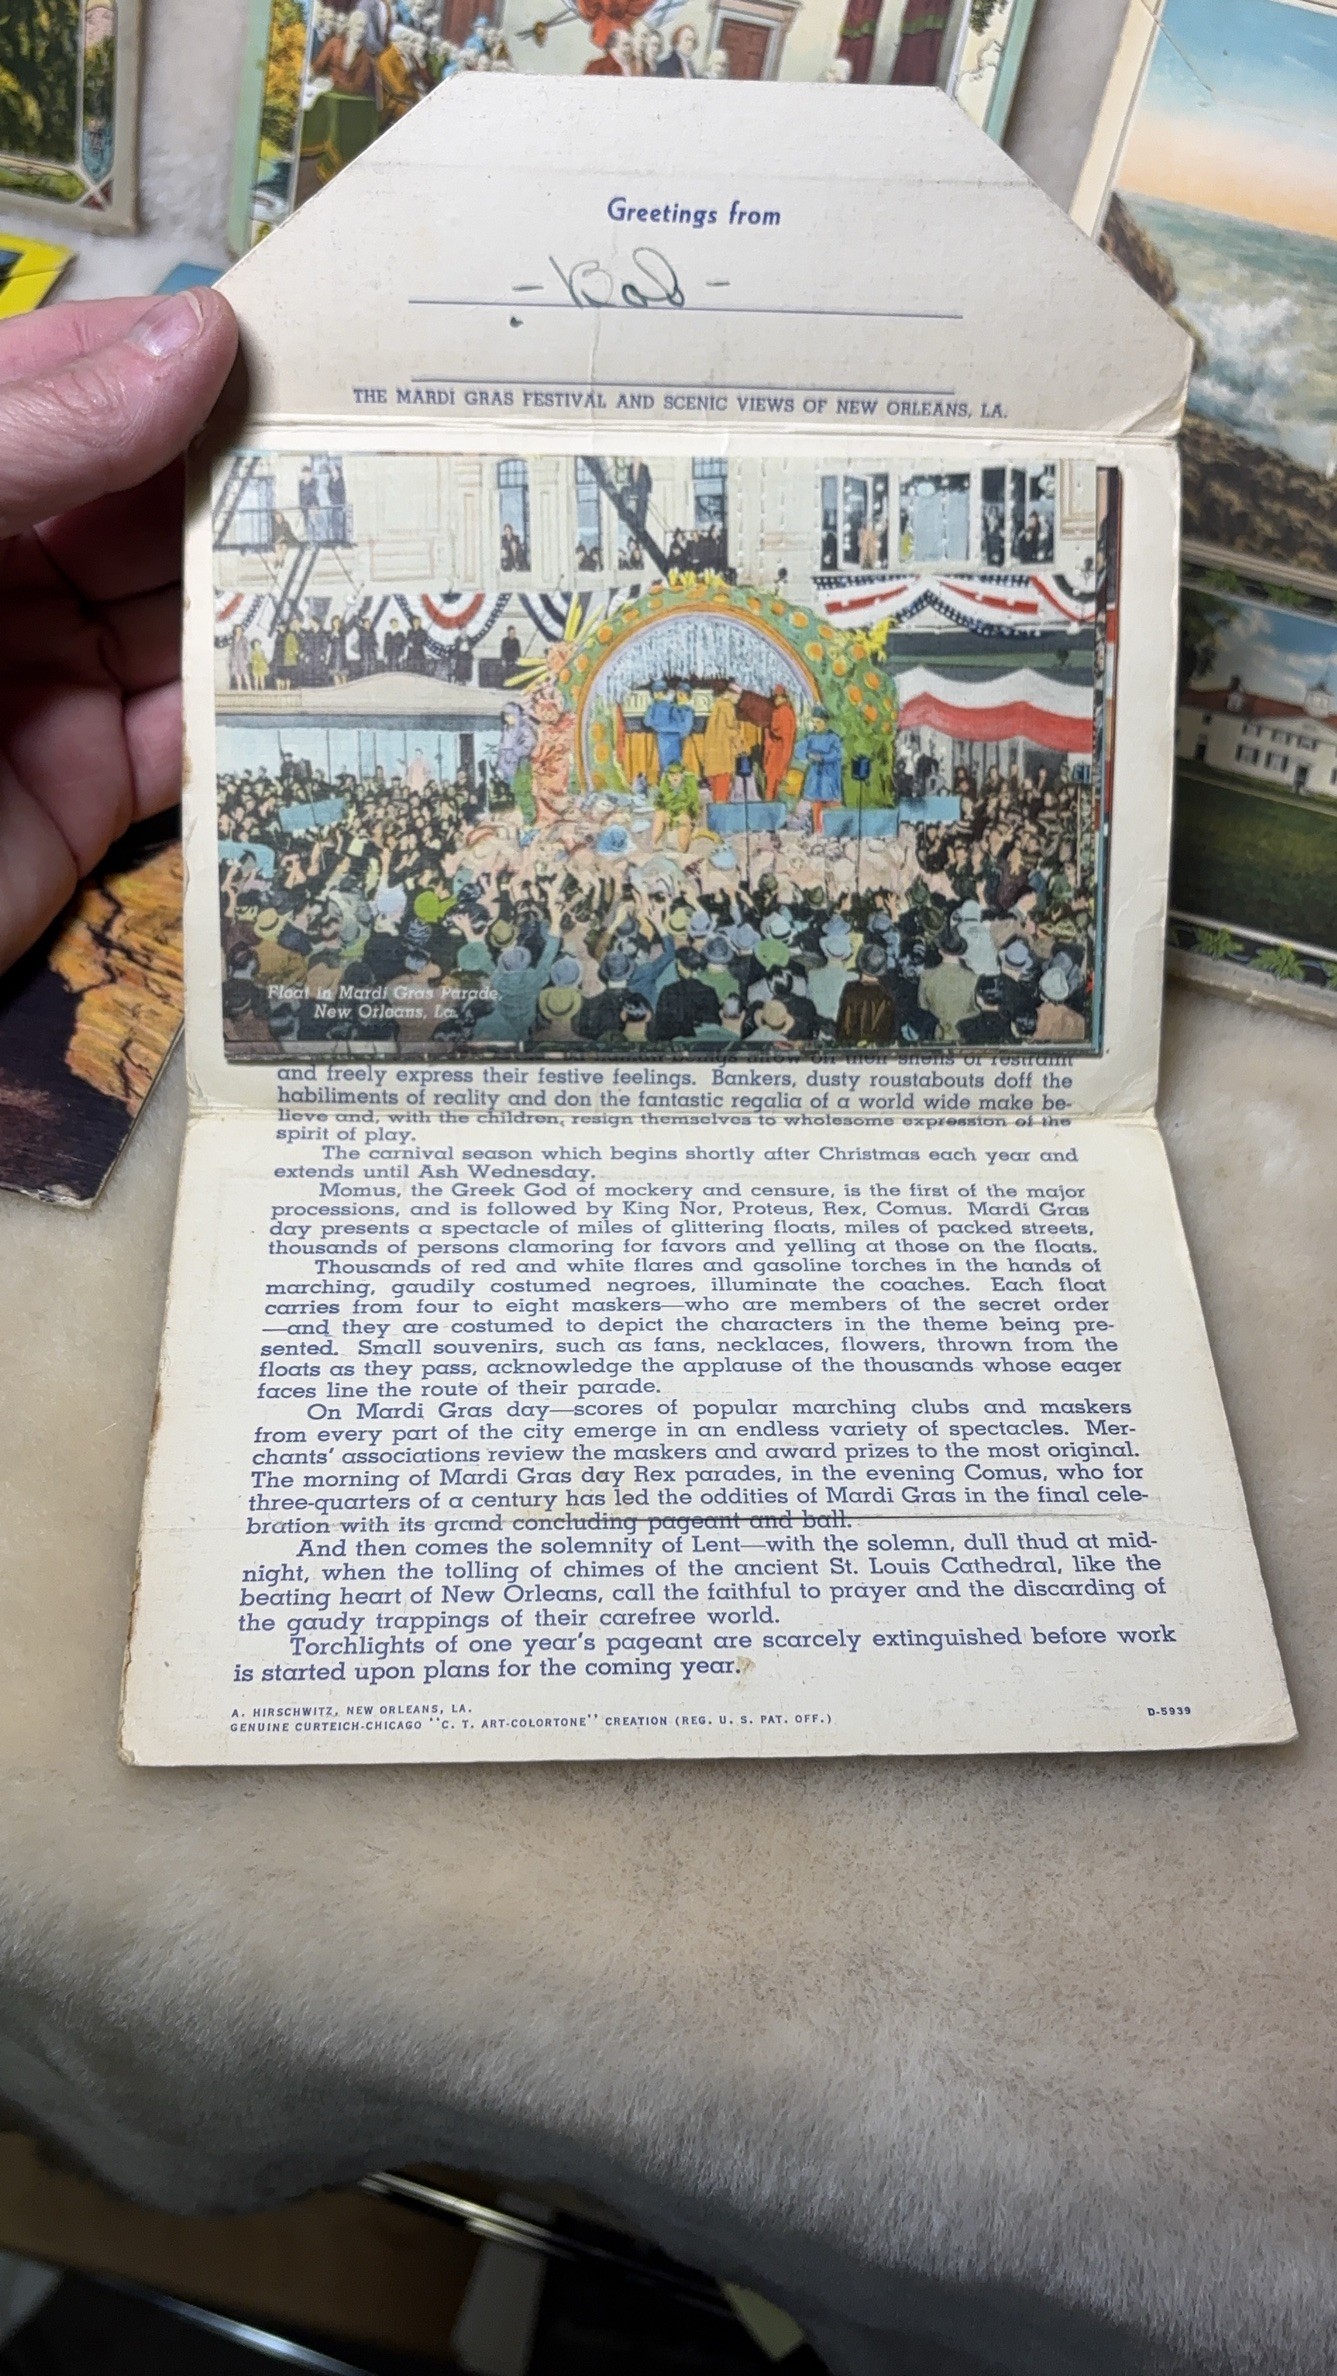 Greetings from
- Bob -
THE MARDI GRAS FESTIVAL AND SCENIC VIEWS OF NEW ORLEANS, LA.
Float in Mardi Gras Parade,
New Orleans, La.
human beings throw off their shells of restraint
and freely express their festive feelings. Bankers, dusty roustabouts doff the
habiliments of reality and don the fantastic regalia of a world wide make be-
lieve and, with the children, resign themselves to wholesome expression of the
spirit of play.
The carnival season which begins shortly after Christmas each year and
extends until Ash Wednesday.
Momus, the Greek God of mockery and censure, is the first of the major
processions, and is followed by King Nor, Proteus, Rex, Comus. Mardi Gras
day presents a spectacle of miles of glittering floats, miles of packed streets,
thousands of persons clamoring for favors and yelling at those on the floats.
Thousands of red and white flares and gasoline torches in the hands of
marching, gaudily costumed negroes, illuminate the coaches. Each float
carries from four to eight maskers—who are members of the secret order
—and they are costumed to depict the characters in the theme being pre-
sented. Small souvenirs, such as fans, necklaces, flowers, thrown from the
floats as they pass, acknowledge the applause of the thousands whose eager
faces line the route of their parade.
On Mardi Gras day—scores of popular marching clubs and maskers
from every part of the city emerge in an endless variety of spectacles. Mer-
chants' associations review the maskers and award prizes to the most original.
The morning of Mardi Gras day Rex parades, in the evening Comus, who for
three-quarters of a century has led the oddities of Mardi Gras in the final cele-
bration with its grand concluding pageant and ball.
And then comes the solemnity of Lent—with the solemn, dull thud at mid-
night, when the tolling of chimes of the ancient St. Louis Cathedral, like the
beating heart of New Orleans, call the faithful to prayer and the discarding of
the gaudy trappings of their carefree world.
Torchlights of one year's pageant are scarcely extinguished before work
is started upon plans for the coming year.
A. HIRSCHWITZ, NEW ORLEANS, LA.
GENUINE CURTEICH-CHICAGO "C. T. ART-COLORTONE" CREATION (REG. U. S. PAT. OFF.)
D-5939